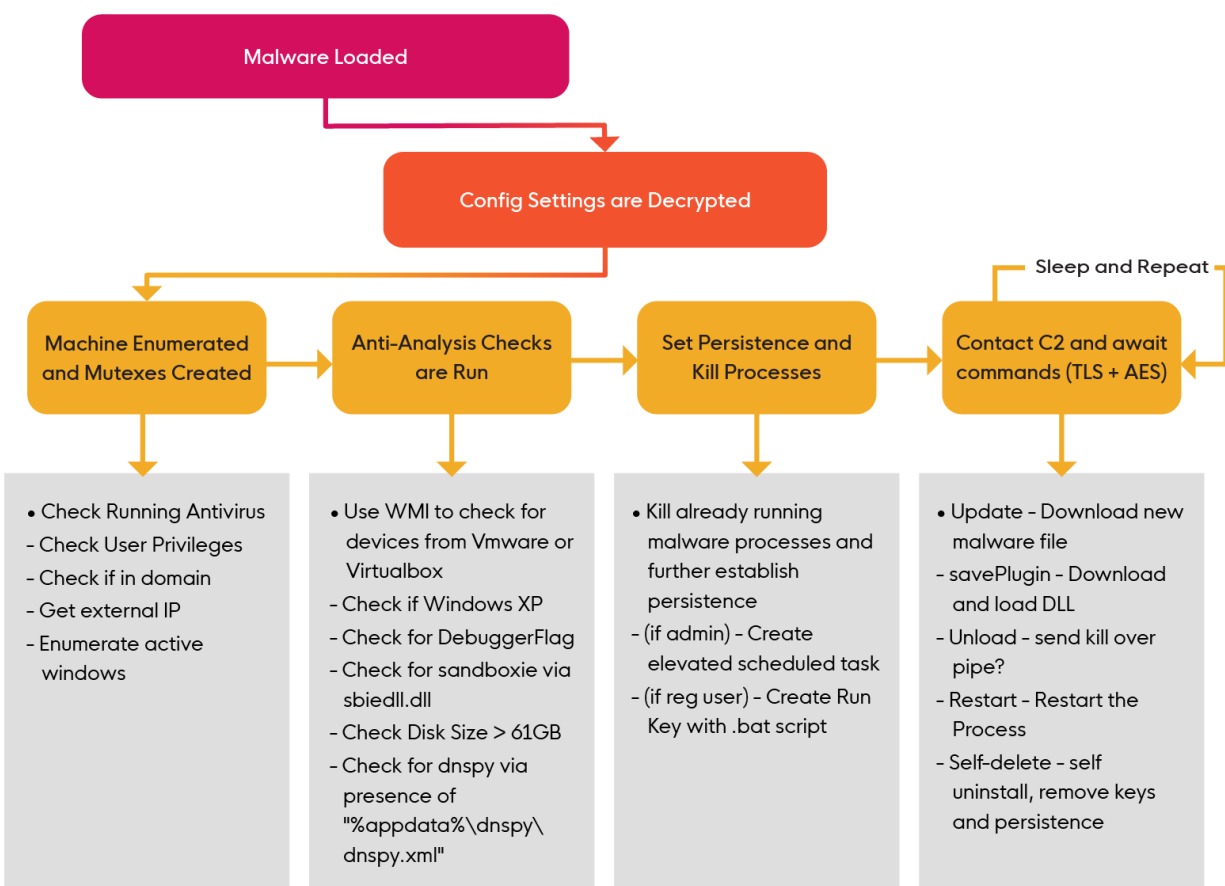 Malware Loaded
Config Settings are Decrypted
Sleep and Repeat
Machine Enumerated
and Mutexes Created
Anti-Analysis Checks
are Run
Set Persistence and
Kill Processes
Contact C2 and await
commands (TLS + AES)
• Check Running Antivirus
- Check User Privileges
- Check if in domain
- Get external IP
- Enumerate active
windows
• Use WMI to check for
devices from Vmware or
Virtualbox
- Check if Windows XP
- Check for DebuggerFlag
- Check for sandboxie via
sbiedll.dll
- Check Disk Size > 61GB
- Check for dnspy via
presence of
"%appdata%\dnspy\
dnspy.xml"
• Kill already running
malware processes and
further establish
persistence
- (if admin) - Create
elevated scheduled task
- (if reg user) - Create Run
Key with .bat script
• Update - Download new
malware file
- savePlugin - Download
and load DLL
- Unload - send kill over
pipe?
- Restart - Restart the
Process
- Self-delete - self
uninstall, remove keys
and persistence